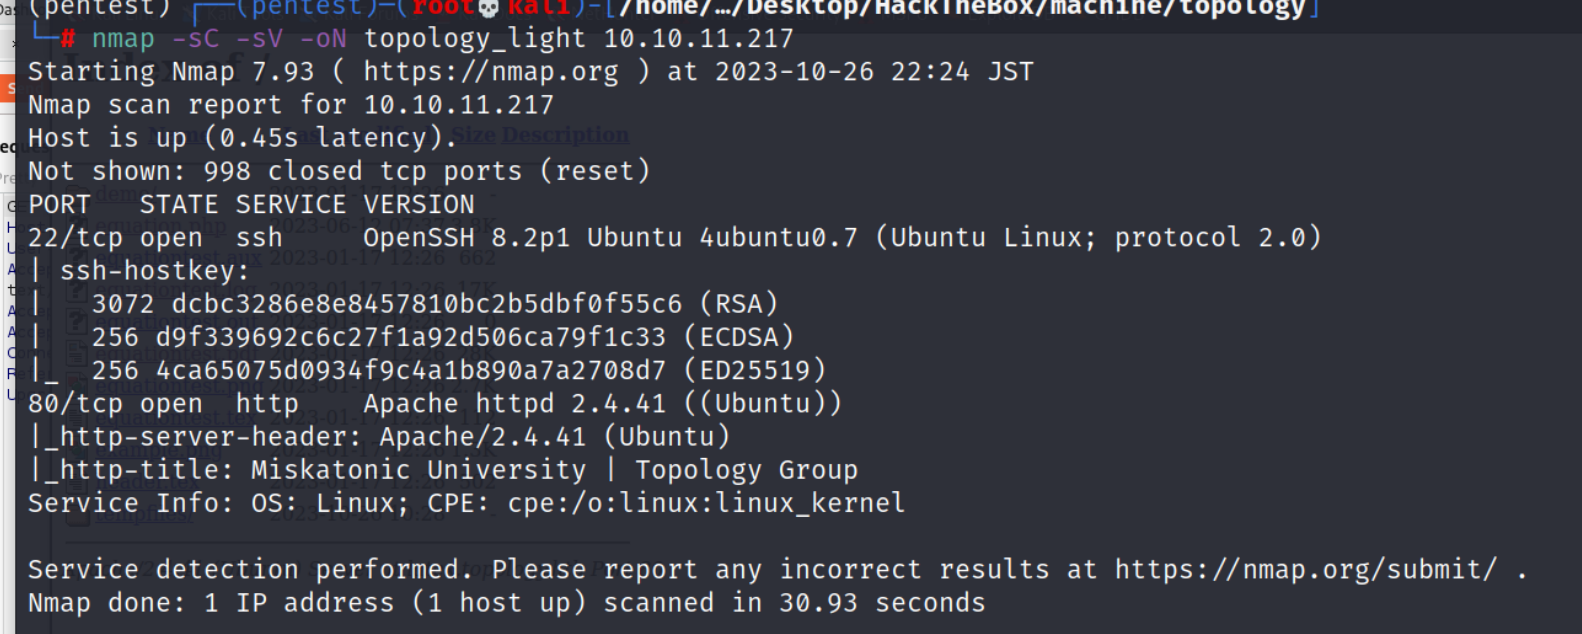 (pentest) ┌──(pentest)─(root💀kali)-[/home/…/Desktop/HackTheBox/machine/topology]
└─# nmap -sC -sV -oN topology_light 10.10.11.217
Starting Nmap 7.93 ( https://nmap.org ) at 2023-10-26 22:24 JST
Nmap scan report for 10.10.11.217
Host is up (0.45s latency).
Not shown: 998 closed tcp ports (reset)
PORT   STATE SERVICE VERSION
22/tcp open  ssh     OpenSSH 8.2p1 Ubuntu 4ubuntu0.7 (Ubuntu Linux; protocol 2.0)
| ssh-hostkey:
|   3072 dcbc3286e8e8457810bc2b5dbf0f55c6 (RSA)
|   256 d9f339692c6c27f1a92d506ca79f1c33 (ECDSA)
|_  256 4ca65075d0934f9c4a1b890a7a2708d7 (ED25519)
80/tcp open  http    Apache httpd 2.4.41 ((Ubuntu))
|_http-server-header: Apache/2.4.41 (Ubuntu)
|_http-title: Miskatonic University | Topology Group
Service Info: OS: Linux; CPE: cpe:/o:linux:linux_kernel
Service detection performed. Please report any incorrect results at https://nmap.org/submit/ .
Nmap done: 1 IP address (1 host up) scanned in 30.93 seconds